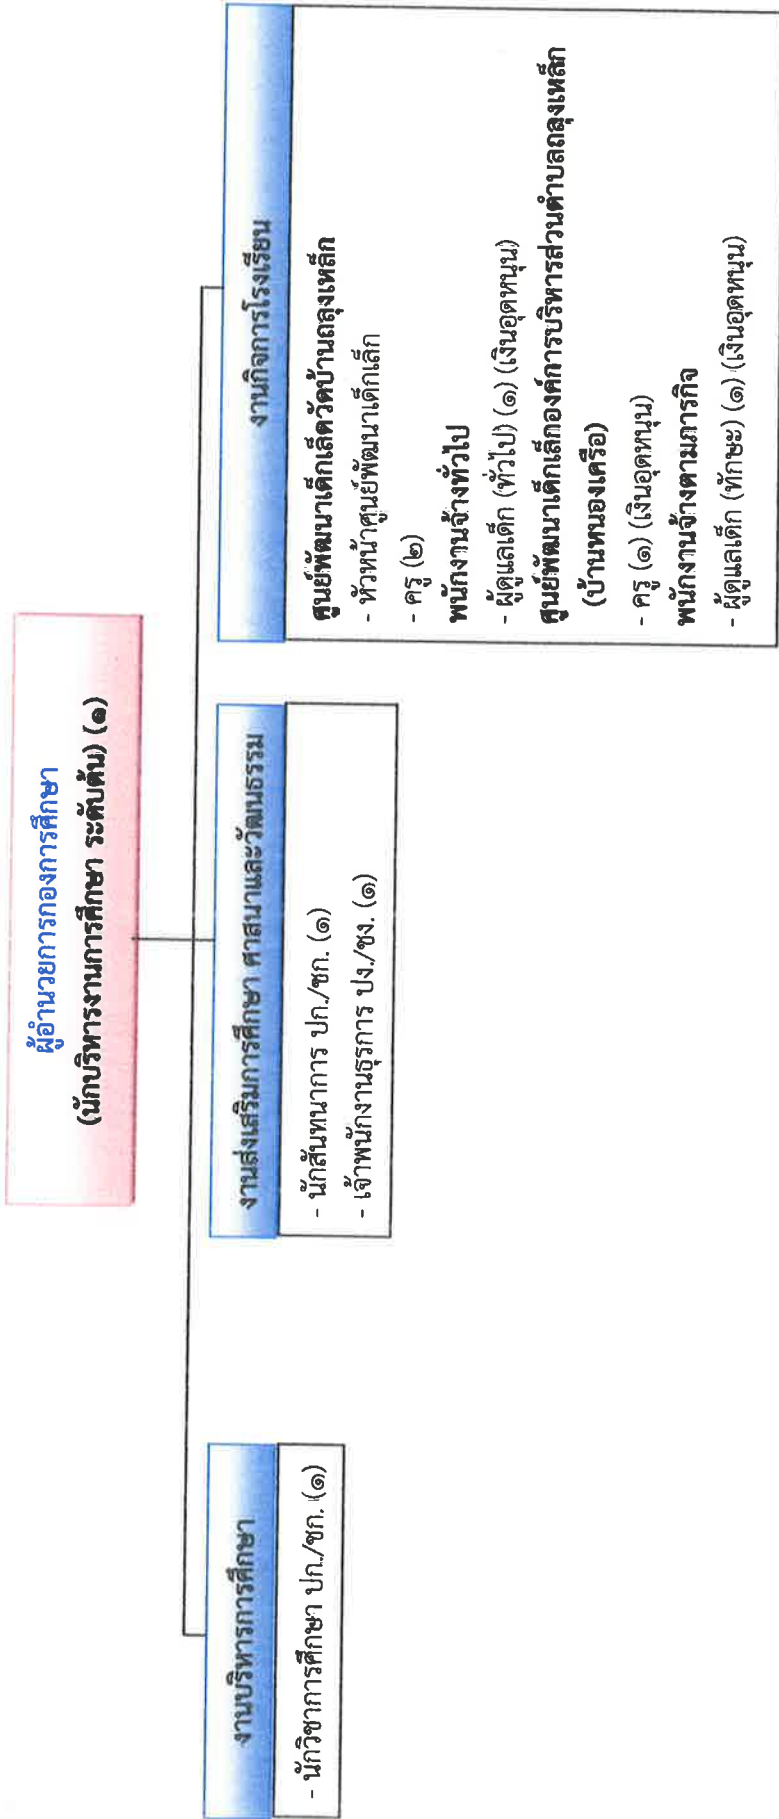 ผู้อำนวยการกองการศึกษา
(นักบริหารงานการศึกษา ระดับต้น) (๑)
งานบริหารการศึกษา
- นักวิชาการศึกษา ปก./ชก. (๑)
งานส่งเสริมการศึกษา ศาสนาและวัฒนธรรม
- นักสันทนาการ ปก./ชก. (๑)
- เจ้าพนักงานธุรการ ปง./ชง. (๑)
งานกิจการโรงเรียน
ศูนย์พัฒนาเด็กเล็ดวัดบ้านถลุงเหล็ก
- หัวหน้าศูนย์พัฒนาเด็กเล็ก
- ครู (๒)
พนักงานจ้างทั่วไป
- ผู้ดูแลเด็ก (ทั่วไป) (๑) (เงินอุดหนุน)
ศูนย์พัฒนาเด็กเล็กองค์การบริหารส่วนตำบลถลุงเหล็ก
(บ้านหนองเครือ)
- ครู (๑) (เงินอุดหนุน)
พนักงานจ้างตามภารกิจ
- ผู้ดูแลเด็ก (ทักษะ) (๑) (เงินอุดหนุน)